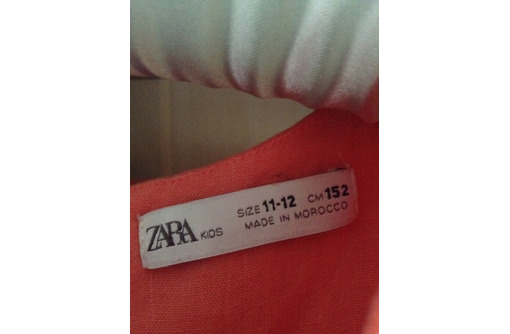 ZARA KIDS
SIZE 11-12 CM 152
MADE IN MOROCCO